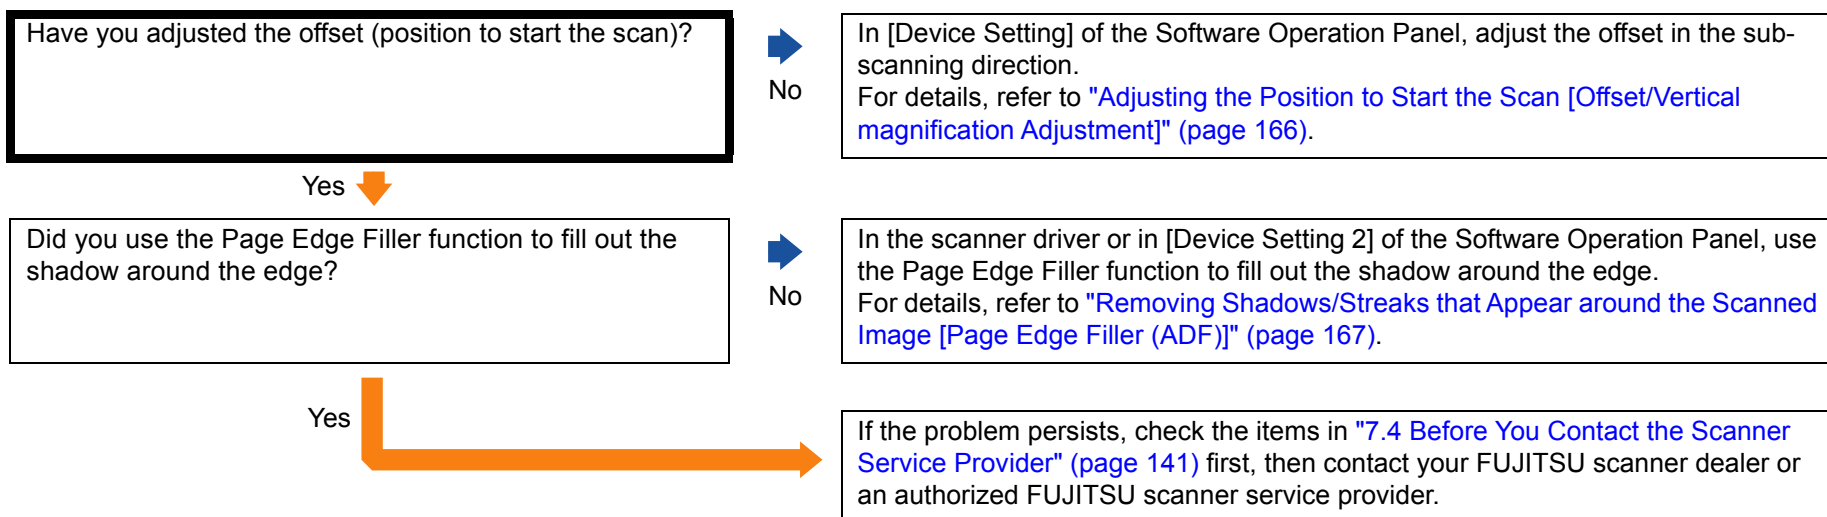 Have you adjusted the offset (position to start the scan)?
No
In [Device Setting] of the Software Operation Panel, adjust the offset in the sub-
scanning direction.
For details, refer to "Adjusting the Position to Start the Scan [Offset/Vertical
magnification Adjustment]" (page 166).
Yes
Did you use the Page Edge Filler function to fill out the
shadow around the edge?
No
In the scanner driver or in [Device Setting 2] of the Software Operation Panel, use
the Page Edge Filler function to fill out the shadow around the edge.
For details, refer to "Removing Shadows/Streaks that Appear around the Scanned
Image [Page Edge Filler (ADF)]" (page 167).
Yes
If the problem persists, check the items in "7.4 Before You Contact the Scanner
Service Provider" (page 141) first, then contact your FUJITSU scanner dealer or
an authorized FUJITSU scanner service provider.